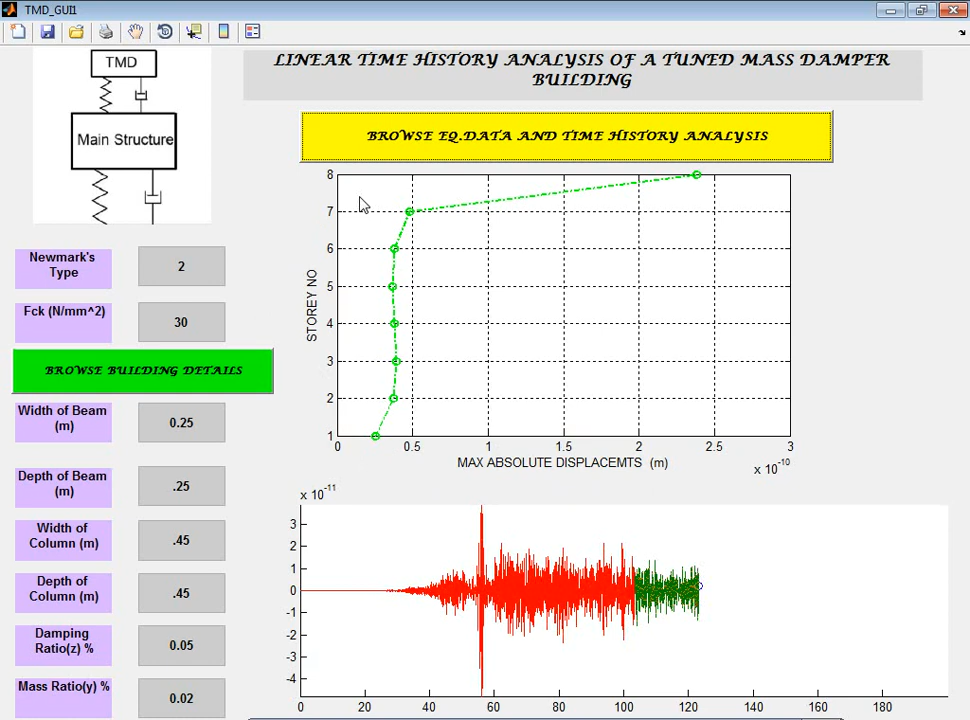 TMD_GUI1
TMD
Main Structure
LINEAR TIME HISTORY ANALYSIS OF A TUNED MASS DAMPER
BUILDING
BROWSE EQ.DATA AND TIME HISTORY ANALYSIS
Newmark's
Type
2
Fck (N/mm^2)
30
BROWSE BUILDING DETAILS
Width of Beam
(m)
0.25
Depth of Beam
(m)
.25
Width of
Column (m)
.45
Depth of
Column (m)
.45
Damping
Ratio(z) %
0.05
Mass Ratio(y) %
0.02
8
7
6
5
4
3
2
1
STOREY NO
0 0.5 1 1.5 2 2.5 3
MAX ABSOLUTE DISPLACEMTS (m)
x 10-10
x 10-11
3
2
1
0
-1
-2
-3
-4
0 20 40 60 80 100 120 140 160 180